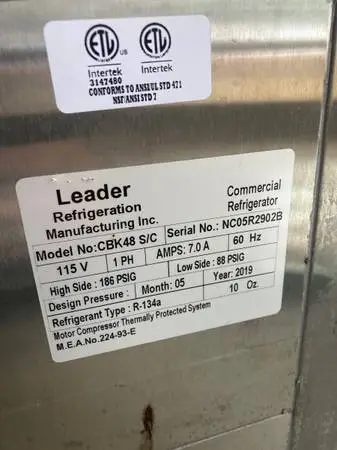 ETL US ETL
Intertek Intertek
3147480
CONFORMS TO ANSI/UL STD 471
NSF/ANSI STD 7
Leader Commercial
Refrigeration Refrigerator
Manufacturing Inc.
Model No:CBK48 S/C Serial No.: NC05R2902B
115 V 1 PH AMPS: 7.0 A 60 Hz
High Side : 186 PSIG Low Side : 88 PSIG
Design Pressure : Month: 05 Year: 2019
Refrigerant Type : R-134a 10 Oz.
Motor Compressor Thermally Protected System
M.E.A.No.224-93-E